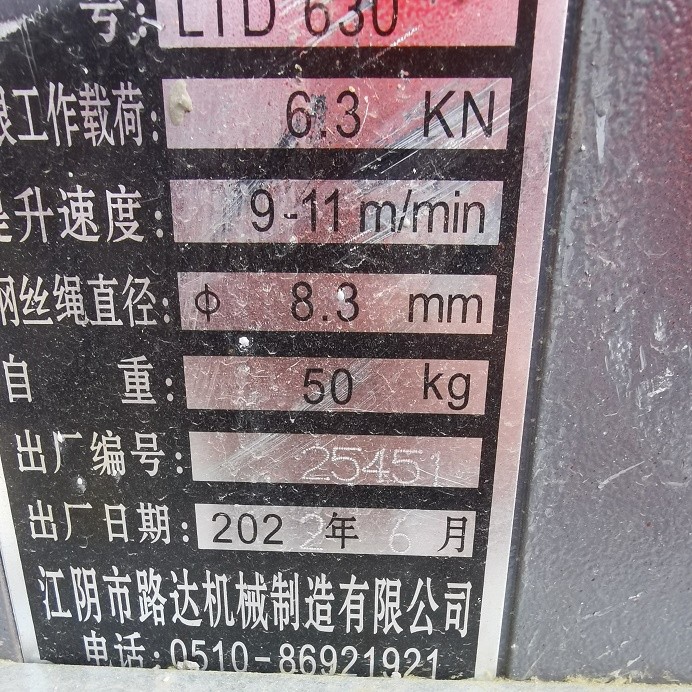 号: LTD 630
限工作载荷: 6.3 KN
提升速度: 9-11 m/min
钢丝绳直径: ф 8.3 mm
自 重: 50 kg
出厂编号: 25451
出厂日期: 2022年6月
江阴市路达机械制造有限公司
电话:0510-86921921